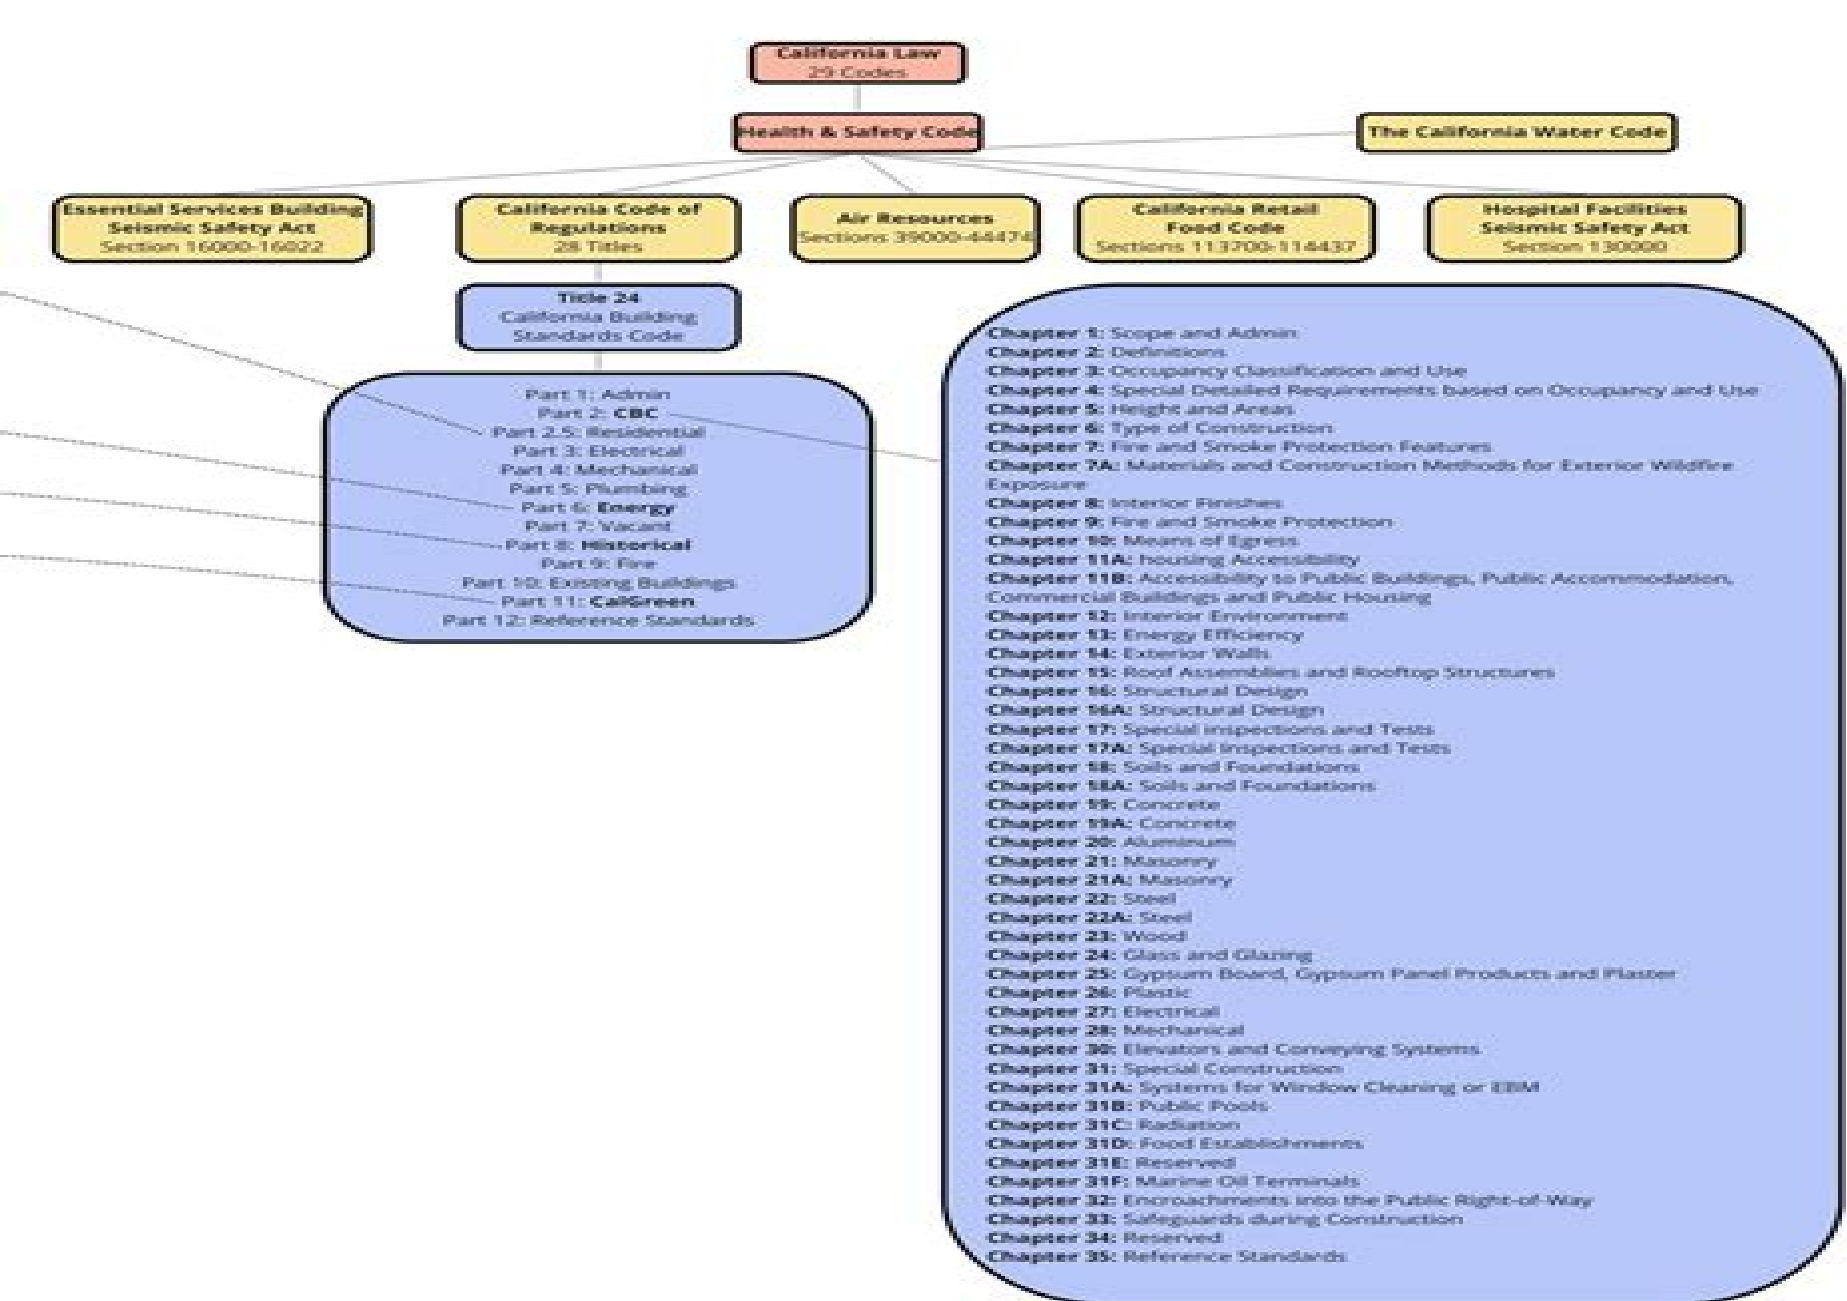 California Law
29 Codes
Health & Safety Code
The California Water Code
Essential Services Building
Seismic Safety Act
Section 16000-16022
California Code of
Regulations
28 Titles
Air Resources
Sections 39000-44474
California Retail
Food Code
Sections 113700-114437
Hospital Facilities
Seismic Safety Act
Section 130000
Title 24
California Building
Standards Code
Part 1: Admin
Part 2: CBC
Part 2.5: Residential
Part 3: Electrical
Part 4: Mechanical
Part 5: Plumbing
Part 6: Energy
Part 7: Vacant
Part 8: Historical
Part 9: Fire
Part 10: Existing Buildings
Part 11: CalGreen
Part 12: Reference Standards
Chapter 1: Scope and Admin
Chapter 2: Definitions
Chapter 3: Occupancy Classification and Use
Chapter 4: Special Detailed Requirements based on Occupancy and Use
Chapter 5: Height and Areas
Chapter 6: Type of Construction
Chapter 7: Fire and Smoke Protection Features
Chapter 7A: Materials and Construction Methods for Exterior Wildfire
Exposure
Chapter 8: Interior Finishes
Chapter 9: Fire and Smoke Protection
Chapter 10: Means of Egress
Chapter 11A: housing Accessibility
Chapter 11B: Accessibility to Public Buildings, Public Accommodation,
Commercial Buildings and Public Housing
Chapter 12: Interior Environment
Chapter 13: Energy Efficiency
Chapter 14: Exterior Walls
Chapter 15: Roof Assemblies and Rooftop Structures
Chapter 16: Structural Design
Chapter 16A: Structural Design
Chapter 17: Special inspections and Tests
Chapter 17A: Special Inspections and Tests
Chapter 18: Soils and Foundations
Chapter 18A: Soils and Foundations
Chapter 19: Concrete
Chapter 19A: Concrete
Chapter 20: Aluminum
Chapter 21: Masonry
Chapter 21A: Masonry
Chapter 22: Steel
Chapter 22A: Steel
Chapter 23: Wood
Chapter 24: Glass and Glazing
Chapter 25: Gypsum Board, Gypsum Panel Products and Plaster
Chapter 26: Plastic
Chapter 27: Electrical
Chapter 28: Mechanical
Chapter 30: Elevators and Conveying Systems
Chapter 31: Special Construction
Chapter 31A: Systems for Window Cleaning or EBM
Chapter 31B: Public Pools
Chapter 31C: Radiation
Chapter 31D: Food Establishments
Chapter 31E: Reserved
Chapter 31F: Marine Oil Terminals
Chapter 32: Encroachments into the Public Right-of-Way
Chapter 33: Safeguards during Construction
Chapter 34: Reserved
Chapter 35: Reference Standards